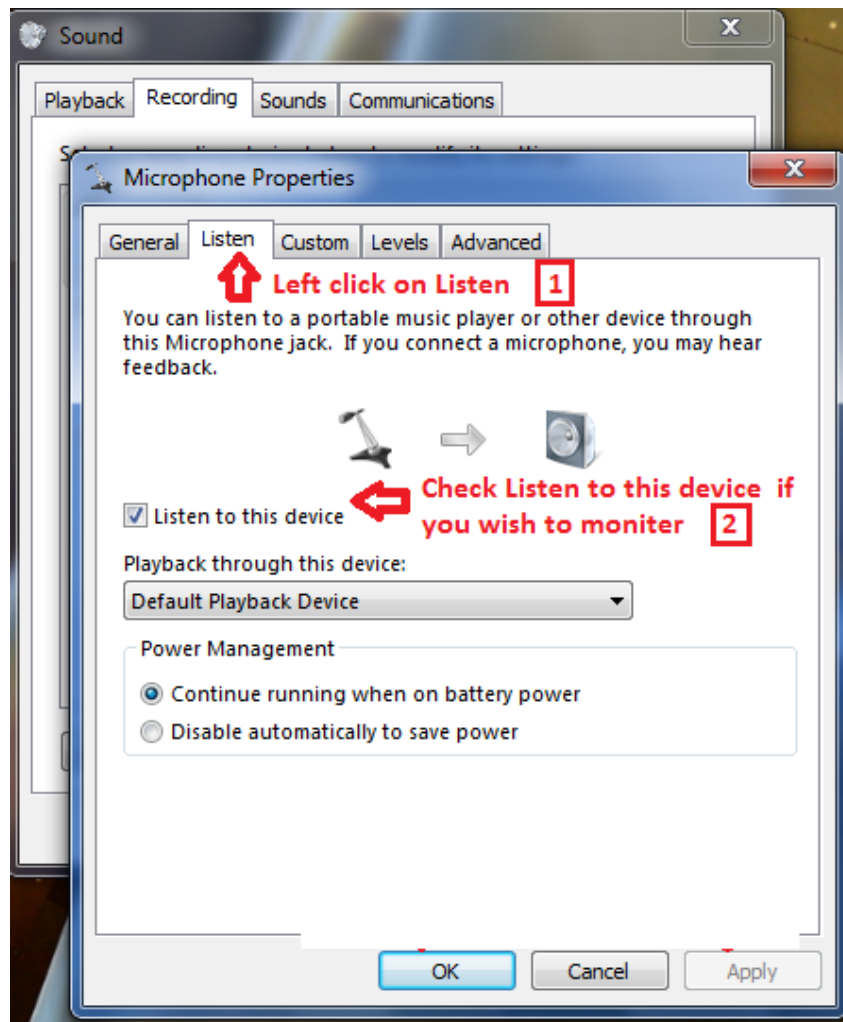 Sound
X
Playback Recording Sounds Communications
Microphone Properties
X
General Listen Custom Levels Advanced
Left click on Listen 1
You can listen to a portable music player or other device through
this Microphone jack. If you connect a microphone, you may hear
feedback.
Check Listen to this device if
you wish to moniter 2
Listen to this device
Playback through this device:
Default Playback Device
Power Management
Continue running when on battery power
Disable automatically to save power
OK Cancel Apply